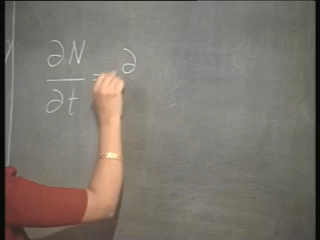 ∂N/∂t = ∂